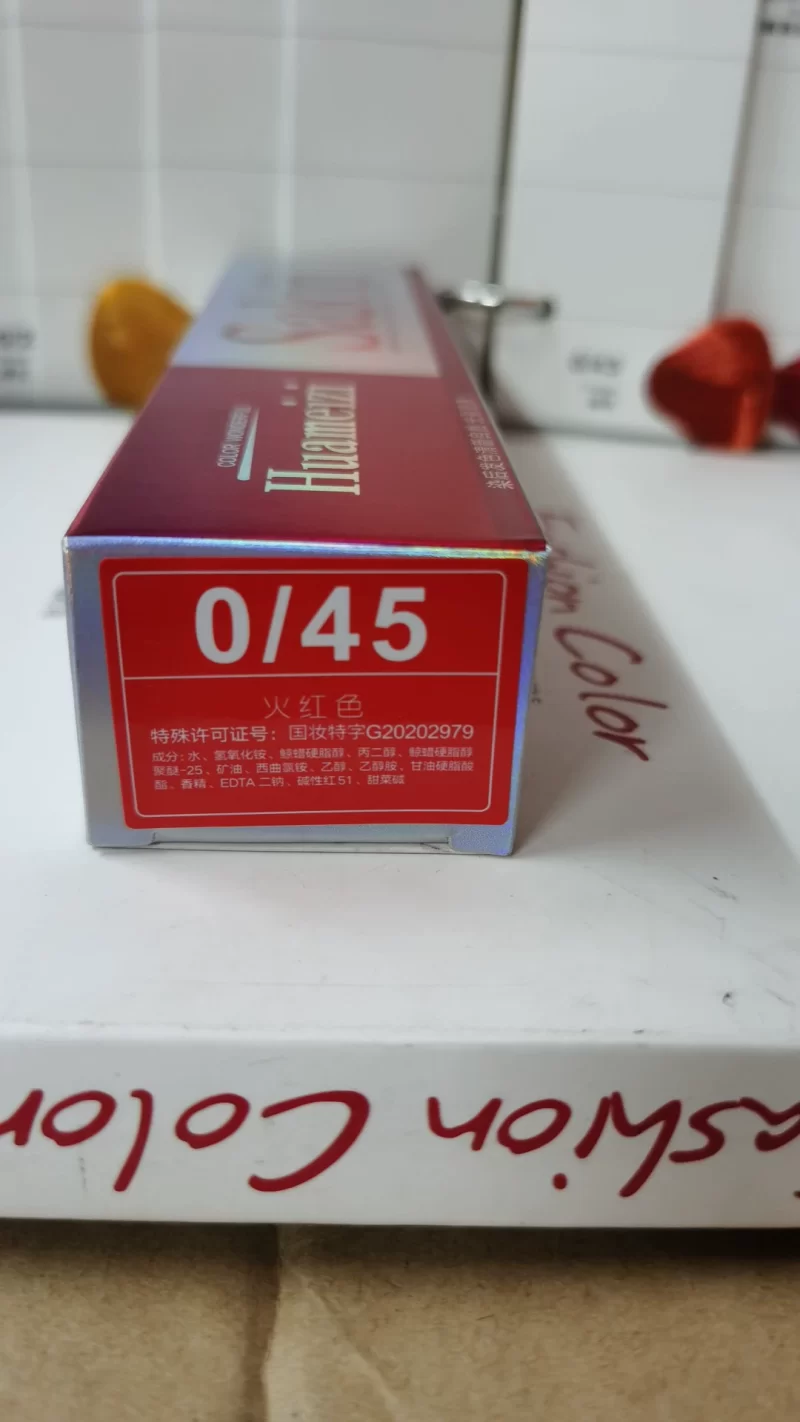 COLOR WONDERFUL
Huameizi
0/45
火红色
特殊许可证号：国妆特字G20202979
成分：水、氢氧化铵、鲸蜡硬脂醇、丙二醇、鲸蜡硬脂醇
聚醚-25、矿油、西曲氯铵、乙醇、乙醇胺、甘油硬脂酸
酯、香精、EDTA 二钠、碱性红51、甜菜碱
Color
ashion Color